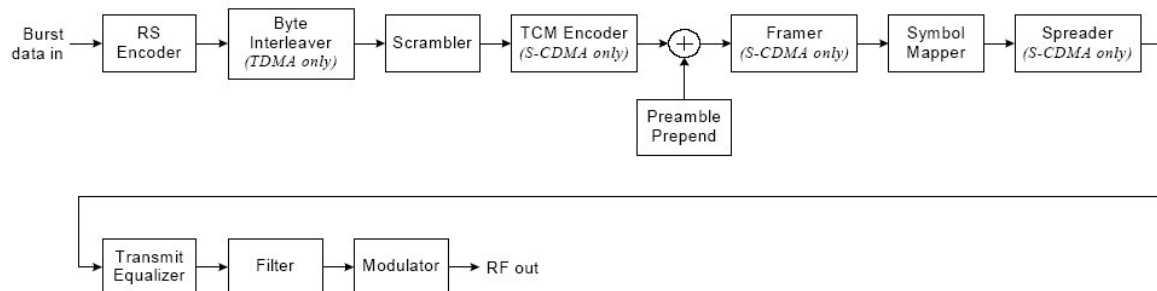 Burst
data in
RS
Encoder
Byte
Interleaver
(TDMA only)
Scrambler
TCM Encoder
(S-CDMA only)
Framer
(S-CDMA only)
Symbol
Mapper
Spreader
(S-CDMA only)
Preamble
Prepend
Transmit
Equalizer
Filter
Modulator
RF out